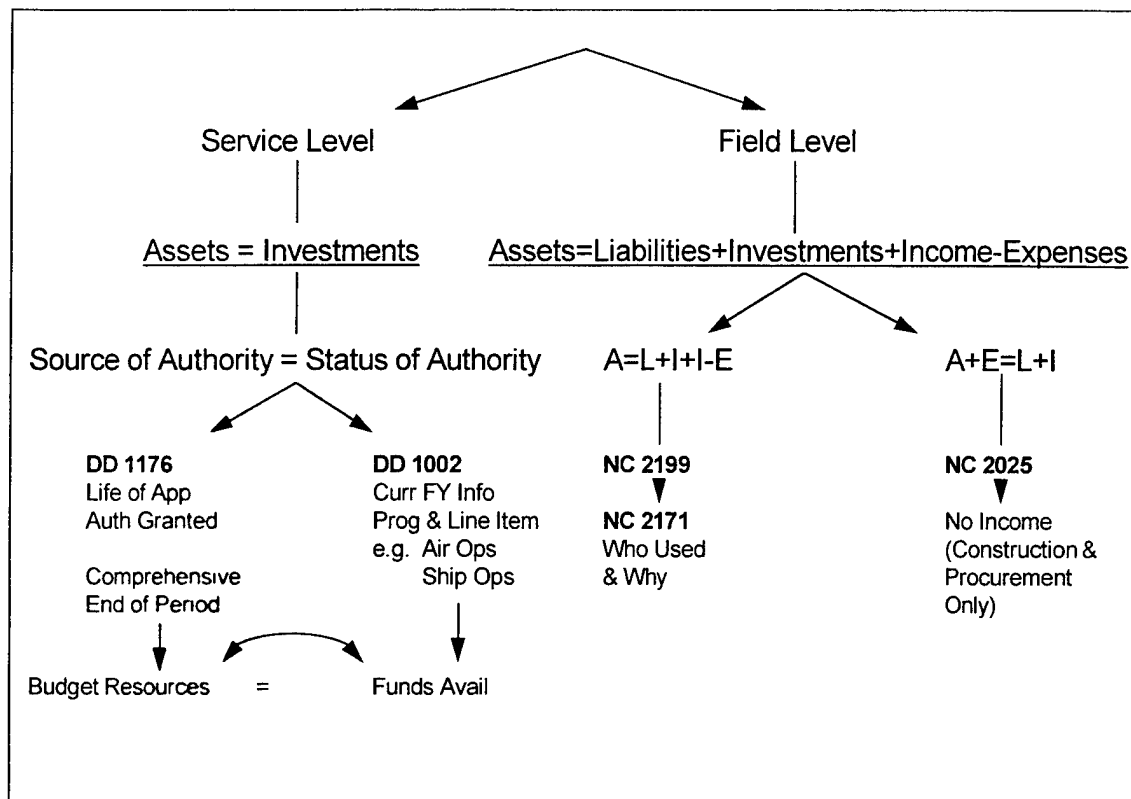 Service Level
Field Level
Assets = Investments
Assets=Liabilities+Investments+Income-Expenses
Source of Authority = Status of Authority
A=L+I+I-E
A+E=L+I
DD 1176
Life of App
Auth Granted
Comprehensive
End of Period
DD 1002
Curr FY Info
Prog & Line Item
e.g. Air Ops
Ship Ops
NC 2199
NC 2171
Who Used
& Why
NC 2025
No Income
(Construction &
Procurement
Only)
Budget Resources = Funds Avail